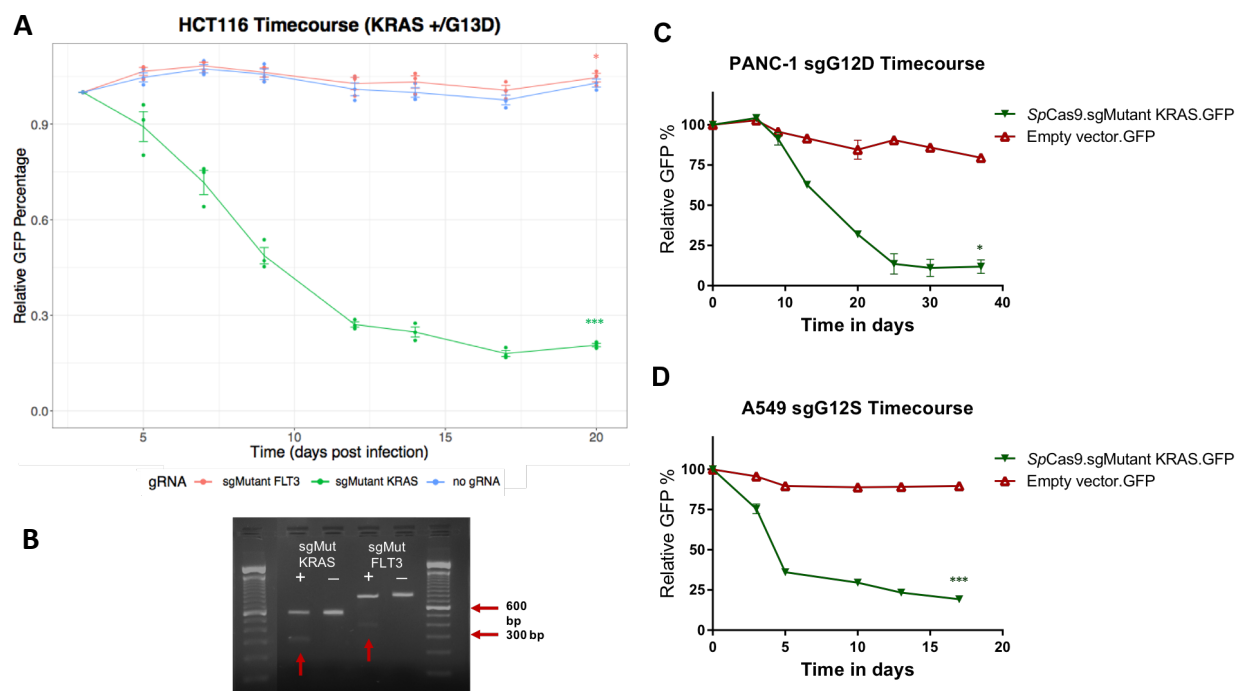 A
HCT116 Timecourse (KRAS +/G13D)
Relative GFP Percentage
0.9
0.6
0.3
0.0
*
***
5
10
15
20
Time (days post infection)
gRNA
sgMutant FLT3
sgMutant KRAS
no gRNA
B
sgMut
KRAS
+
–
sgMut
FLT3
+
–
600
bp
300 bp
C
PANC-1 sgG12D Timecourse
Relative GFP %
100
75
50
25
0
*
0
10
20
30
40
Time in days
SpCas9.sgMutant KRAS.GFP
Empty vector.GFP
D
A549 sgG12S Timecourse
Relative GFP %
100
75
50
25
0
***
0
5
10
15
20
Time in days
SpCas9.sgMutant KRAS.GFP
Empty vector.GFP